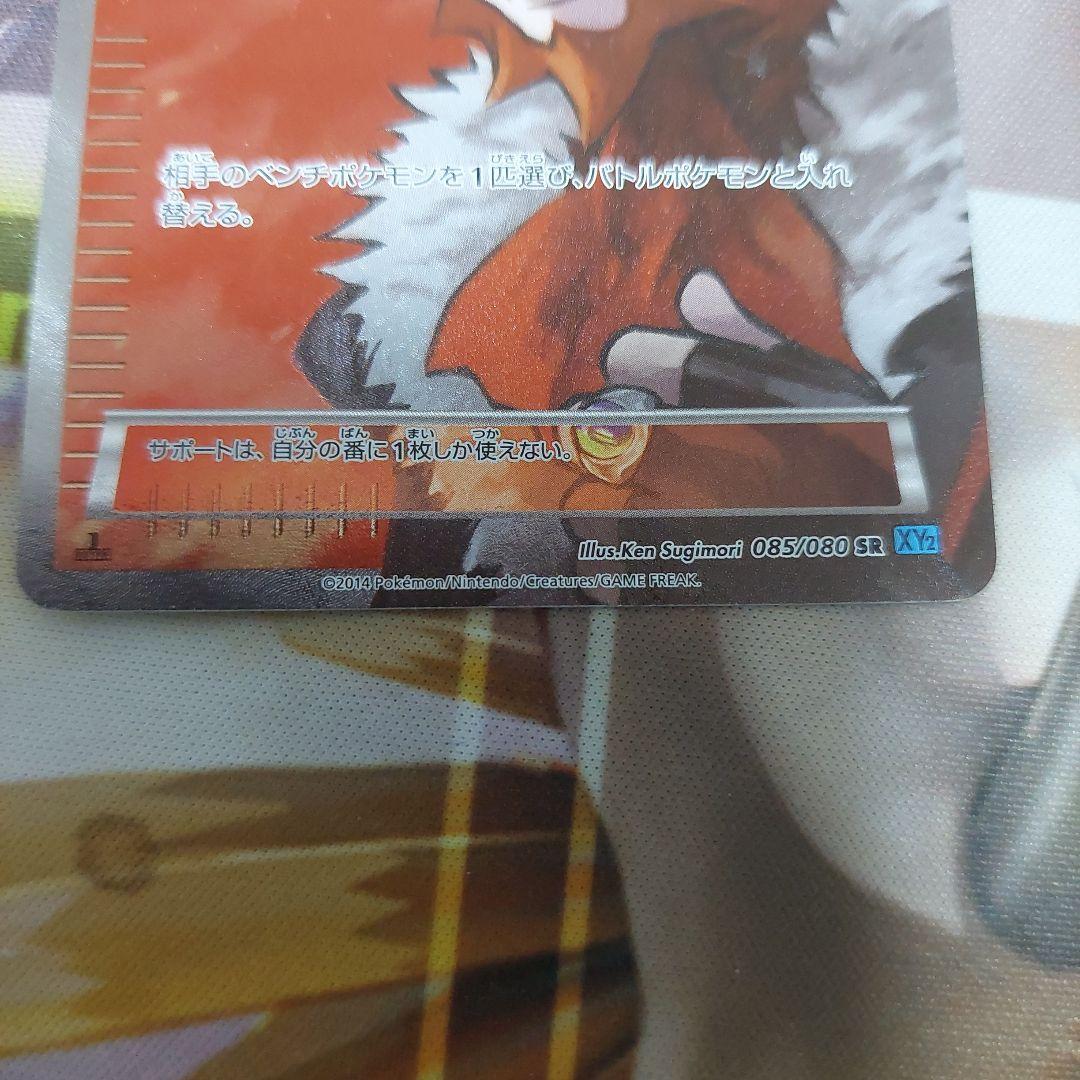 相手のベンチポケモンを1匹選び、バトルポケモンと入れ
替える。
サポートは、自分の番に1枚しか使えない。
1
Illus.Ken Sugimori 085/080 SR XY2
©2014 Pokémon/Nintendo/Creatures/GAME FREAK.